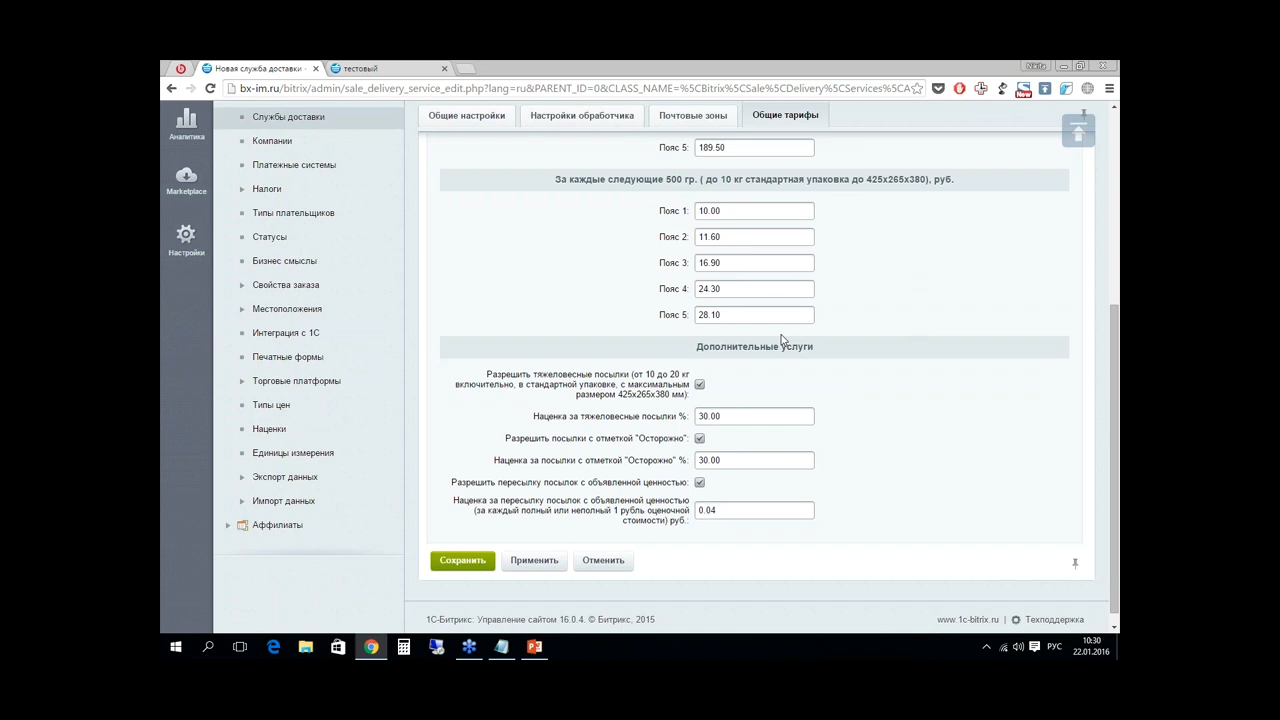 Новая служба доставки -
тестовый
Nikita
bx-im.ru/bitrix/admin/sale_delivery_service_edit.php?lang=ru&PARENT_ID=0&CLASS_NAME=%5CBitrix%5CSale%5CDelivery%5CServices%5CA
New
Аналитика
Marketplace
Настройки
Службы доставки
Компании
Платежные системы
Налоги
Типы плательщиков
Статусы
Бизнес смыслы
Свойства заказа
Местоположения
Интеграция с 1С
Печатные формы
Торговые платформы
Типы цен
Наценки
Единицы измерения
Экспорт данных
Импорт данных
Аффилиаты
Общие настройки
Настройки обработчика
Почтовые зоны
Общие тарифы
Пояс 5: 189.50
За каждые следующие 500 гр. ( до 10 кг стандартная упаковка до 425х265х380), руб.
Пояс 1: 10.00
Пояс 2: 11.60
Пояс 3: 16.90
Пояс 4: 24.30
Пояс 5: 28.10
Дополнительные услуги
Разрешить тяжеловесные посылки (от 10 до 20 кг
включительно, в стандартной упаковке, с максимальным
размером 425х265х380 мм):
Наценка за тяжеловесные посылки %: 30.00
Разрешить посылки с отметкой "Осторожно":
Наценка за посылки с отметкой "Осторожно" %: 30.00
Разрешить пересылку посылок с объявленной ценностью:
Наценка за пересылку посылок с объявленной ценностью
(за каждый полный или неполный 1 рубль оценочной
стоимости) руб.: 0.04
Сохранить
Применить
Отменить
1С-Битрикс: Управление сайтом 16.0.4. © Битрикс, 2015
www.1c-bitrix.ru
Техподдержка
РУС
10:30
22.01.2016